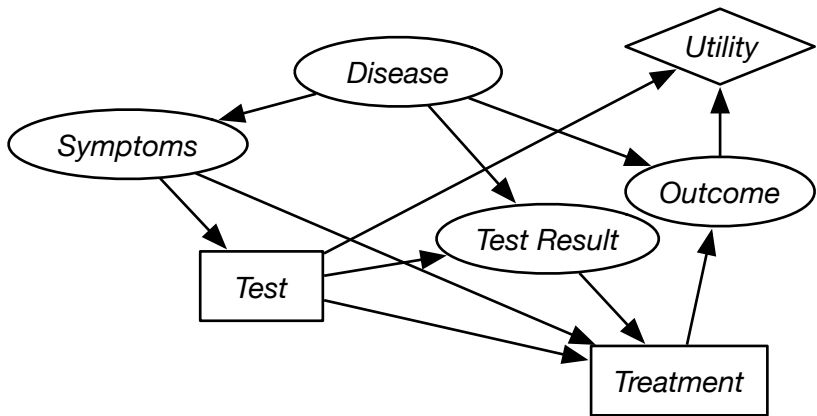 Utility
Disease
Symptoms
Outcome
Test Result
Test
Treatment